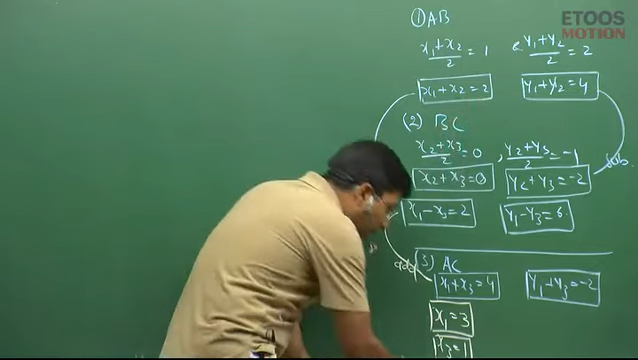 ETOOS
MOTION
① AB
x₁+x₂/2 = 1 & y₁+y₂/2 = 2
x₁+x₂=2 y₁+y₂=4
(2) BC
x₂+x₃/2 = 0, y₂+y₃/2 = -1
Sub.
x₂+x₃=0 y₂+y₃=-2
x₁-x₃=2 y₁-y₃=6
add (3) AC
x₁+x₃=4 y₁+y₃=-2
x₁=3
x₃=1